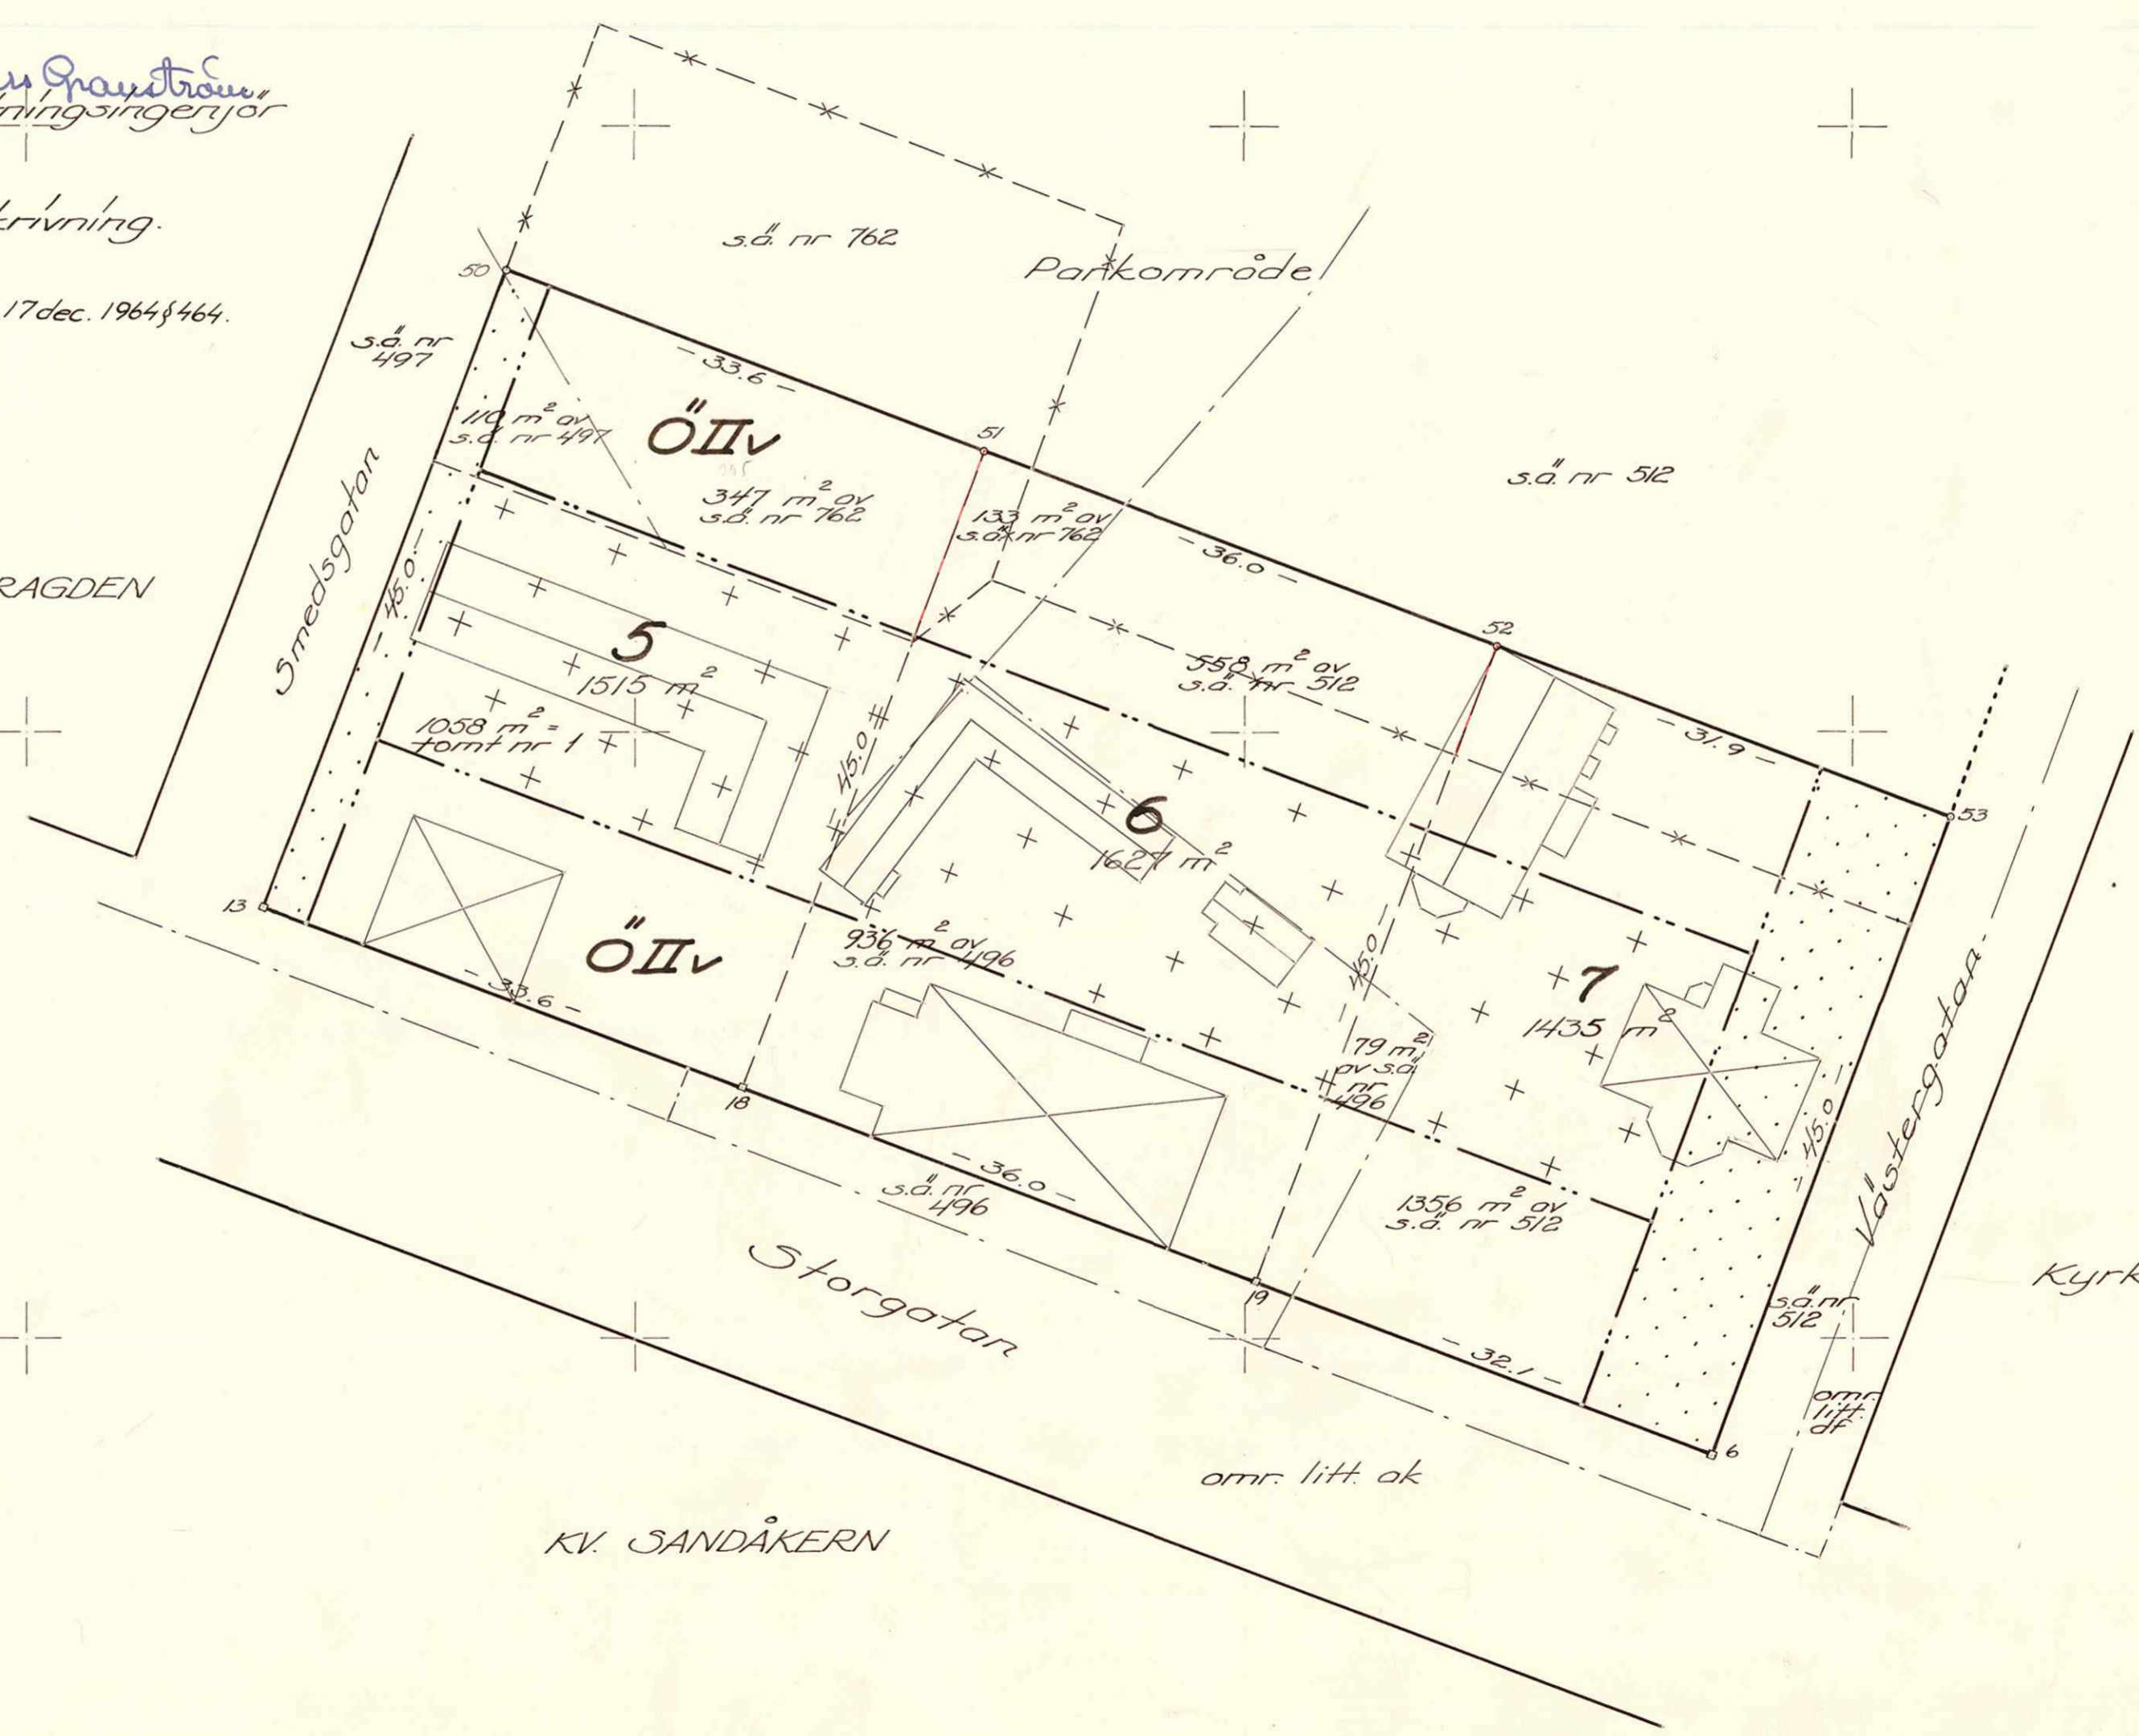 Granström
ningsingenjör
krivning.
17 dec. 1964 § 464.
s.ä. nr 762
Parkområde
50
s.ä. nr
497
– 33.6 –
110 m² av
s.ä. nr 497
ÖIIv
347 m² av
s.ä. nr 762
51
133 m² av
s.ä. nr 762
– 36.0 –
s.ä. nr 512
Smedsgatan
– 45.0 –
RAGDEN
5
1515 m²
1058 m² =
tomt nr 1
52
558 m² av
s.ä. nr 512
– 31.9 –
53
– 45.0 –
6
1627 m²
13
ÖIIv
– 33.6 –
936 m² av
s.ä. nr 496
– 45.0 –
7
1435 m²
79 m²
av s.ä.
nr
496
18
– 36.0 –
s.ä. nr
496
– 45.0 –
Västergatan
1356 m² av
s.ä. nr 512
Storgatan
19
– 32.1 –
s.ä. nr
512
Kyrk
omr.
litt.
df
6
omr. litt. ak
KV. SANDÅKERN